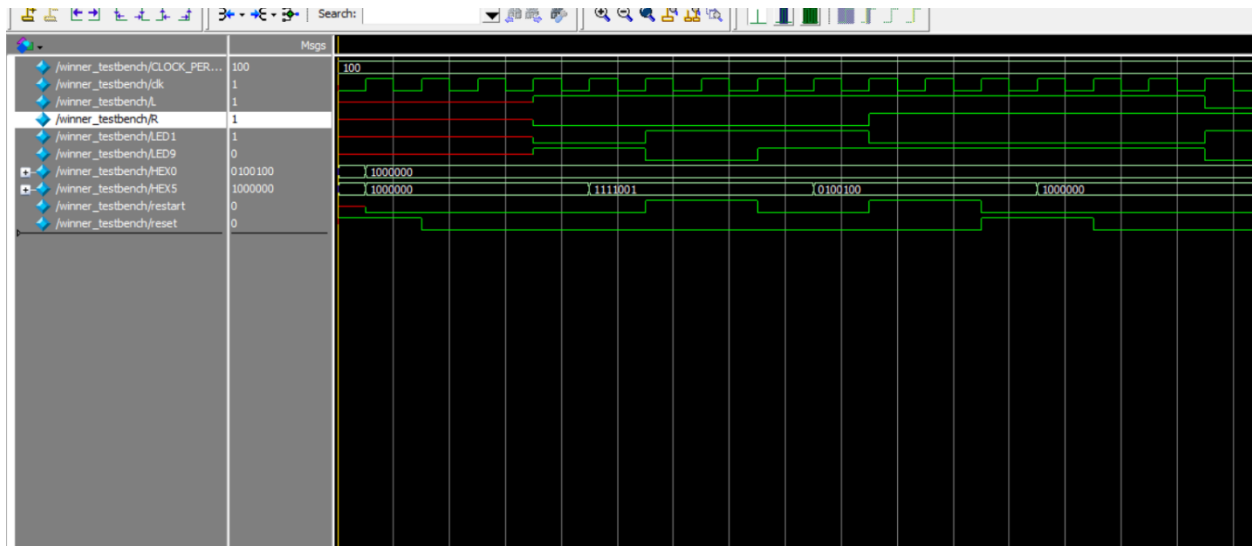 Search:
Msgs
/winner_testbench/CLOCK_PER... 100 100
/winner_testbench/clk 1
/winner_testbench/L 1
/winner_testbench/R 1
/winner_testbench/LED1 1
/winner_testbench/LED9 0
/winner_testbench/HEX0 0100100 1000000
/winner_testbench/HEX5 1000000 1000000 1111001 0100100 1000000
/winner_testbench/restart 0
/winner_testbench/reset 0